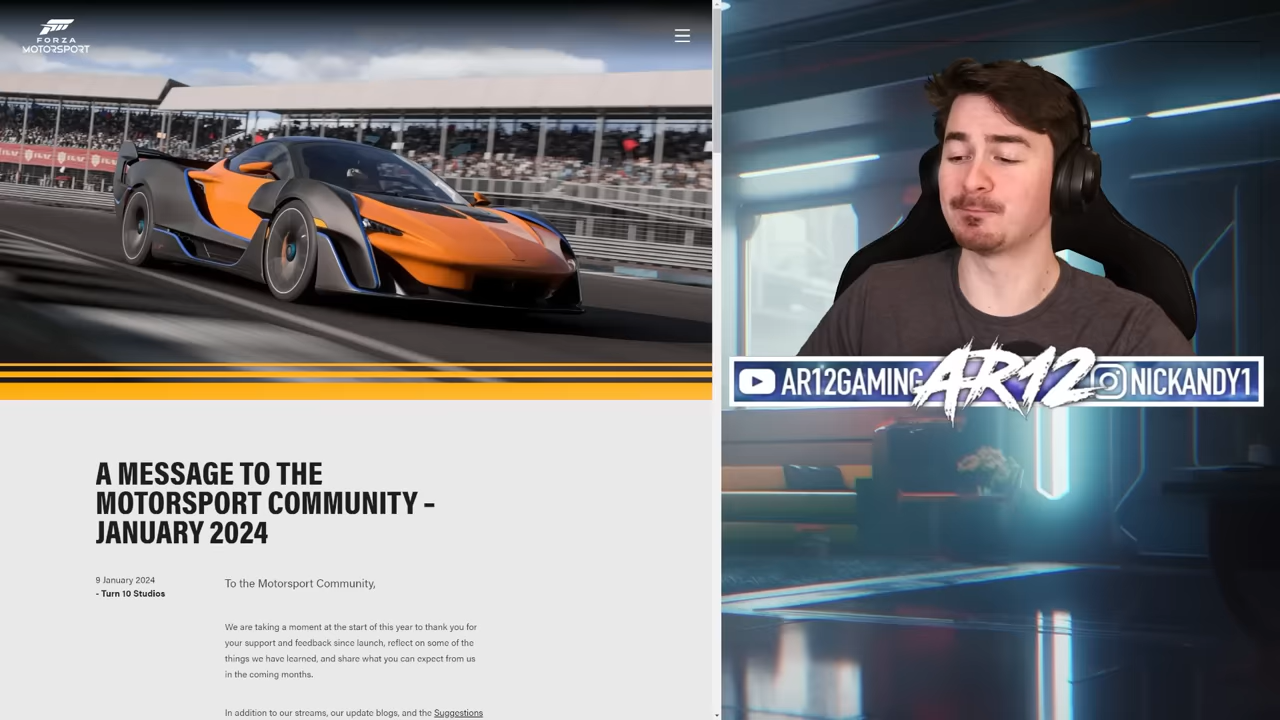 FORZA
MOTORSPORT
A MESSAGE TO THE
MOTORSPORT COMMUNITY –
JANUARY 2024
9 January 2024
- Turn 10 Studios
To the Motorsport Community,
We are taking a moment at the start of this year to thank you for
your support and feedback since launch, reflect on some of the
things we have learned, and share what you can expect from us
in the coming months.
In addition to our streams, our update blogs, and the Suggestions
AR12GAMING
AR12
NICKANDY1